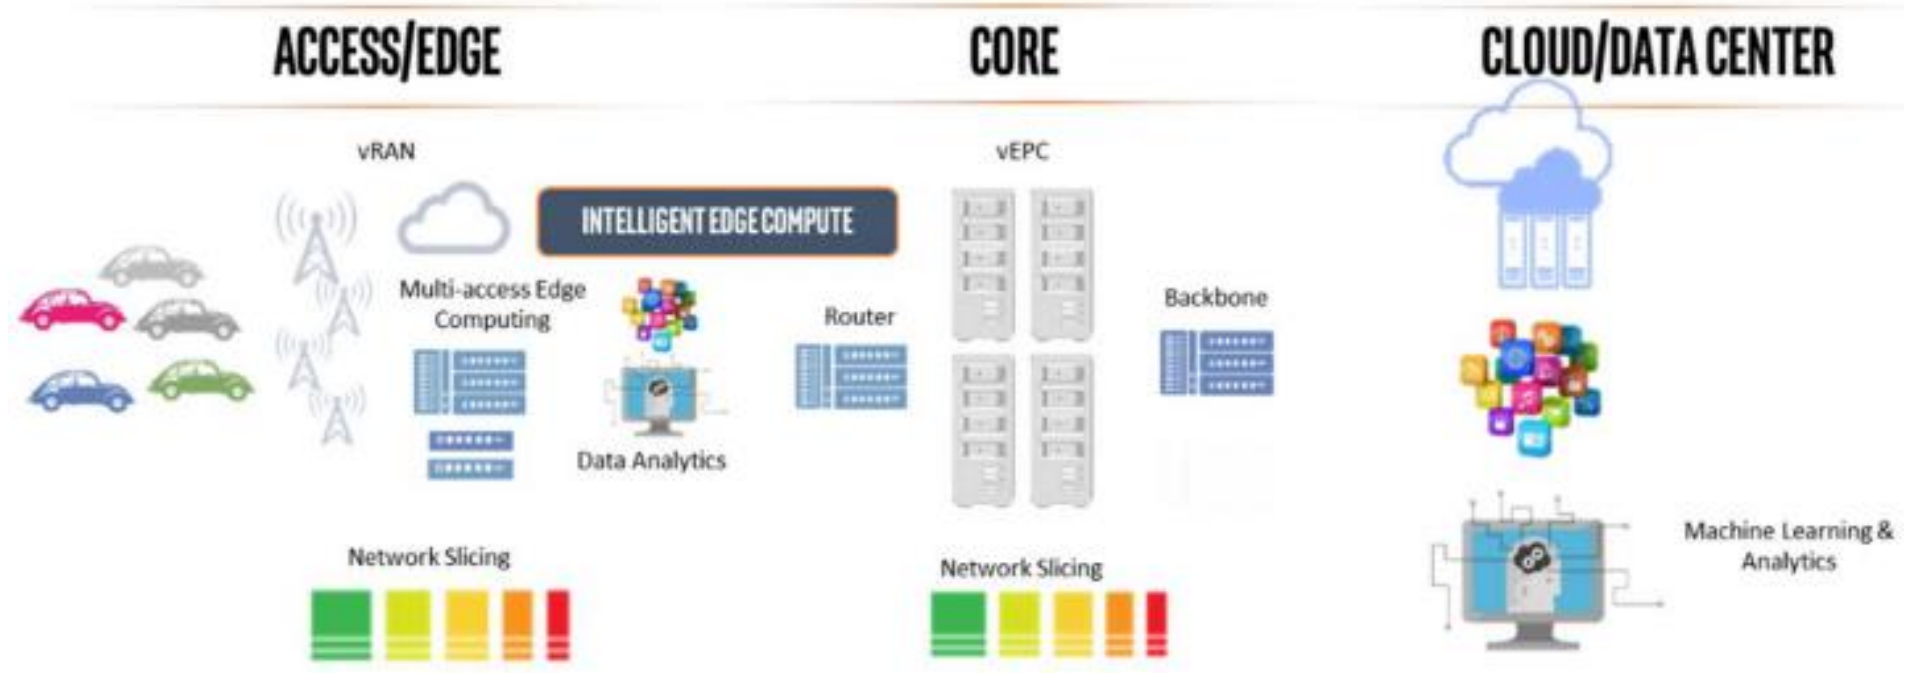 ACCESS/EDGE
CORE
CLOUD/DATA CENTER
vRAN
vEPC
INTELLIGENT EDGE COMPUTE
Multi-access Edge
Computing
Router
Backbone
Data Analytics
Machine Learning &
Analytics
Network Slicing
Network Slicing